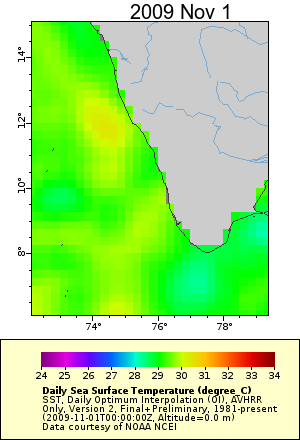 2009 Nov 1
14°
12°
10°
8°
74° 76° 78°
24 25 26 27 28 29 30 31 32 33 34
Daily Sea Surface Temperature (degree_C)
SST, Daily Optimum Interpolation (OI), AVHRR
Only, Version 2, Final+Preliminary, 1981-present
(2009-11-01T00:00:00Z, Altitude=0.0 m)
Data courtesy of NOAA NCEI